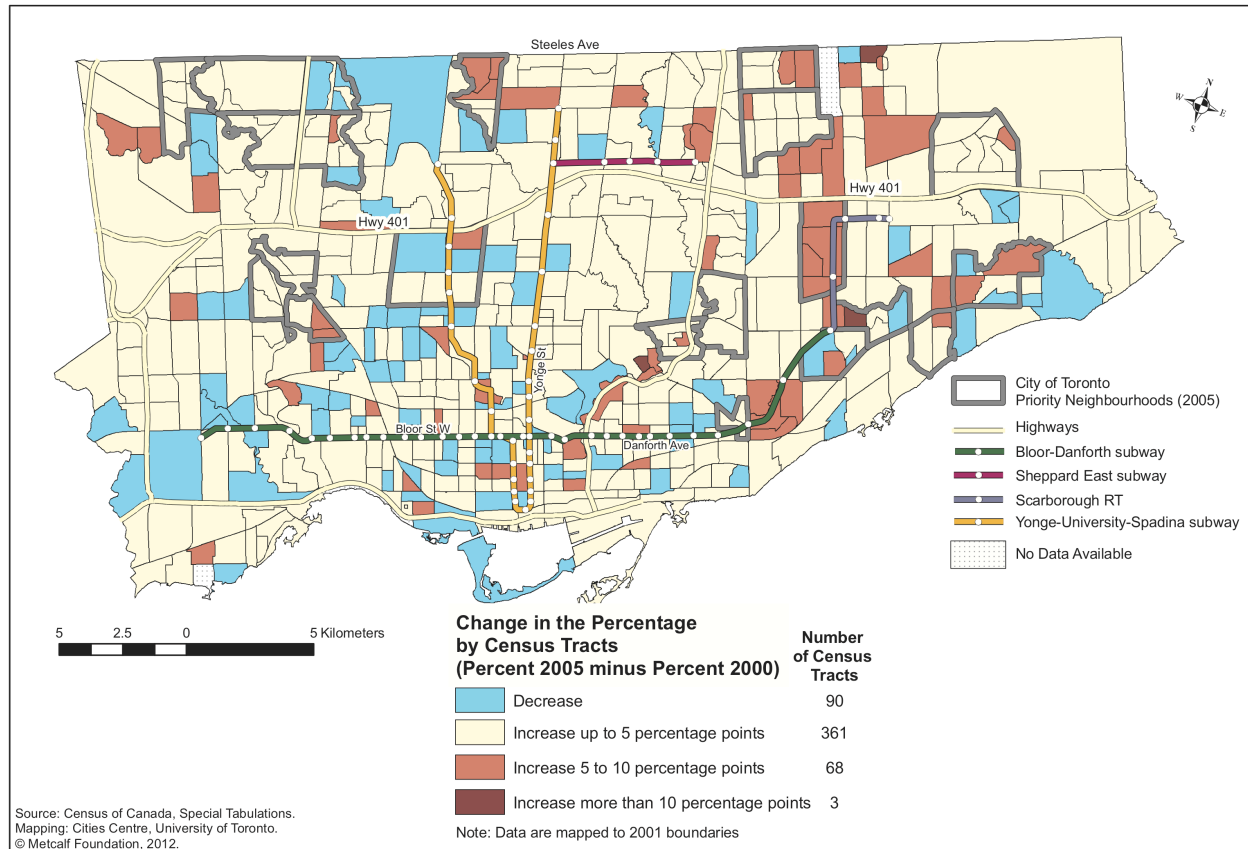 Steeles Ave
N
W
E
S
Hwy 401
Hwy 401
Yonge St
Bloor St W
Danforth Ave
City of Toronto
Priority Neighbourhoods (2005)
Highways
Bloor-Danforth subway
Sheppard East subway
Scarborough RT
Yonge-University-Spadina subway
No Data Available
5 2.5 0 5 Kilometers
Change in the Percentage
by Census Tracts
(Percent 2005 minus Percent 2000)
Number
of Census
Tracts
Decrease 90
Increase up to 5 percentage points 361
Increase 5 to 10 percentage points 68
Increase more than 10 percentage points 3
Note: Data are mapped to 2001 boundaries
Source: Census of Canada, Special Tabulations.
Mapping: Cities Centre, University of Toronto.
© Metcalf Foundation, 2012.